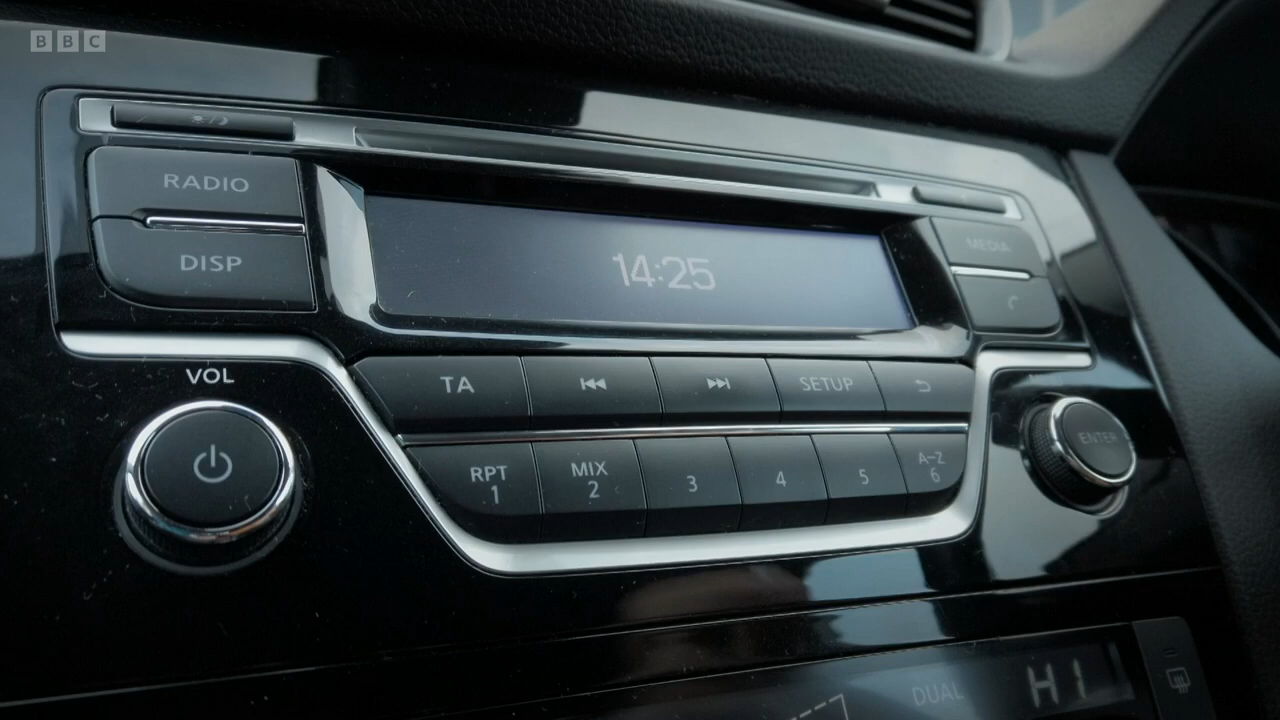 BBC
RADIO
DISP
14:25
MEDIA
VOL
TA
SETUP
RPT
1
MIX
2
3
4
5
A-Z
6
ENTER
DUAL
HI